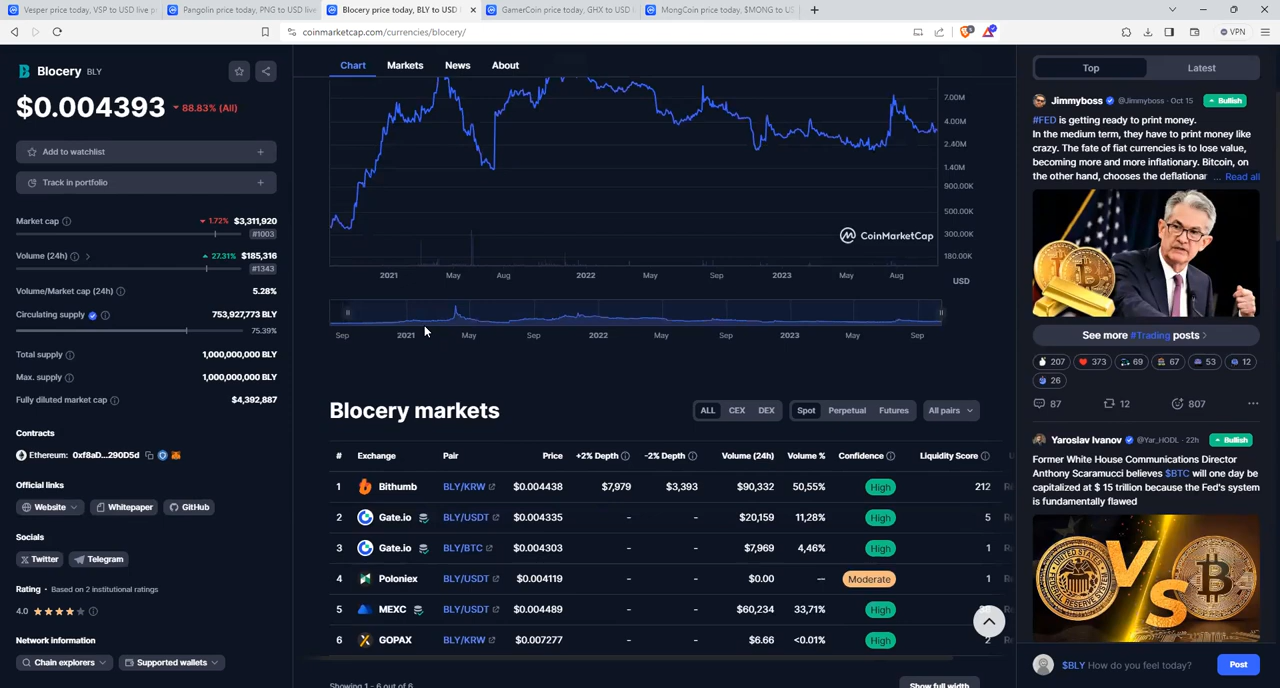 Vesper price today, VSP to USD live p
Pangolin price today, PNG to USD live
Blocery price today, BLY to USD l
GamerCoin price today, GHX to USD l
MongCoin price today, $MONG to US
coinmarketcap.com/currencies/blocery/
VPN
Blocery BLY
$0.004393 88.83% (All)
Add to watchlist
Track in portfolio
Market cap 1.72% $3,311,920
#1003
Volume (24h) 27.31% $185,316
#1343
Volume/Market cap (24h) 5.28%
Circulating supply 753,927,773 BLY
75.39%
Total supply 1,000,000,000 BLY
Max. supply 1,000,000,000 BLY
Fully diluted market cap $4,392,887
Contracts
Ethereum: 0xf8aD...290D5d
Official links
Website Whitepaper GitHub
Socials
Twitter Telegram
Rating • Based on 2 institutional ratings
4.0
Network information
Chain explorers Supported wallets
Chart Markets News About
7.00M
4.00M
2.40M
1.40M
900.00K
500.00K
300.00K
180.00K
CoinMarketCap
2021 May Aug 2022 May Sep 2023 May Aug
USD
Sep 2021 May Sep 2022 May Sep 2023 May Sep
Blocery markets
ALL CEX DEX Spot Perpetual Futures All pairs
# Exchange Pair Price +2% Depth -2% Depth Volume (24h) Volume % Confidence Liquidity Score
1 Bithumb BLY/KRW $0.004438 $7,979 $3,393 $90,332 50,55% High 212
2 Gate.io BLY/USDT $0.004335 - - $20,159 11,28% High 5
3 Gate.io BLY/BTC $0.004303 - - $7,969 4,46% High 1
4 Poloniex BLY/USDT $0.004119 - - $0.00 — Moderate 1
5 MEXC BLY/USDT $0.004489 - - $60,234 33,71% High
6 GOPAX BLY/KRW $0.007277 - - $6.66 <0.01% High 2
Showing 1 - 6 out of 6
Show full width
Top Latest
Jimmyboss @Jimmyboss · Oct 15 Bullish
#FED is getting ready to print money.
In the medium term, they have to print money like
crazy. The fate of fiat currencies is to lose value,
becoming more and more inflationary. Bitcoin, on
the other hand, chooses the deflationar ... Read all
See more #Trading posts
207 373 69 67 53 12
26
87 12 807
Yaroslav Ivanov @Yar_HODL · 22h Bullish
Former White House Communications Director
Anthony Scaramucci believes $BTC will one day be
capitalized at $ 15 trillion because the Fed's system
is fundamentally flawed
$BLY How do you feel today? Post